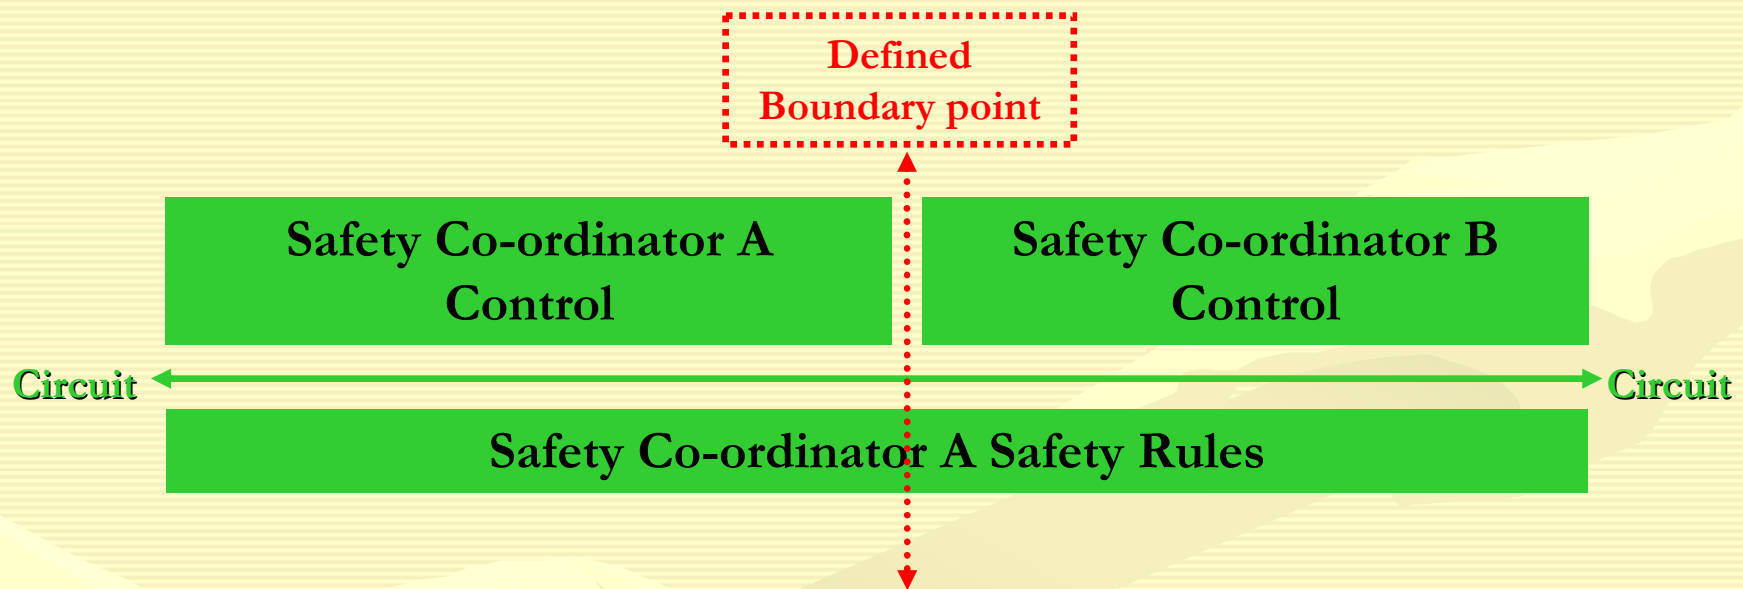 Defined
Boundary point
Safety Co-ordinator A
Control
Safety Co-ordinator B
Control
Circuit
Circuit
Safety Co-ordinator A Safety Rules